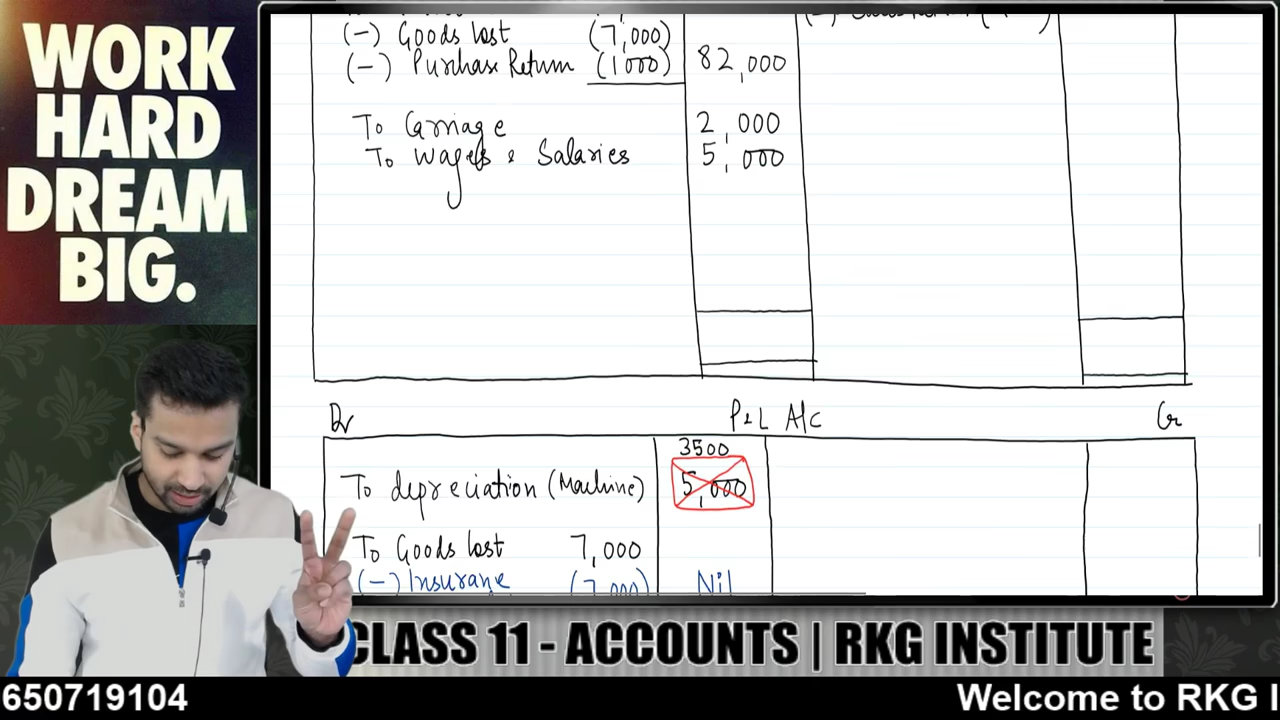 WORK
HARD
DREAM
BIG.
(-) Goods lost (7,000)
(-) Purchase Return (1000) 82,000
To Carriage 2,000
To Wages & Salaries 5,000
Dr P&L A/c Cr
3500
To depreciation (Machine) 5,000
To Goods lost 7,000
(-) Insurane (7,000) Nil
CLASS 11 - ACCOUNTS | RKG INSTITUTE
650719104 Welcome to RKG I